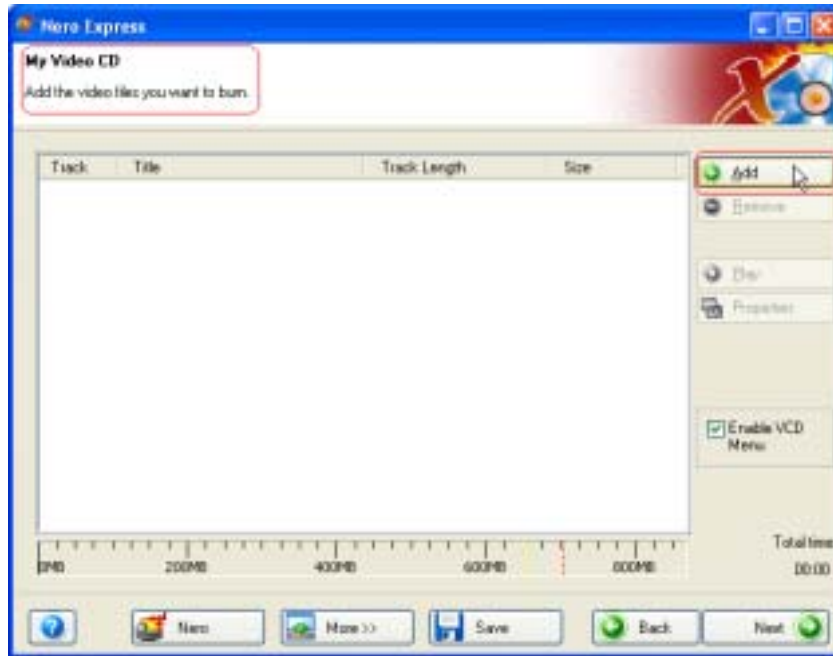 Nero Express
My Video CD
Add the video files you want to burn.
Track Title Track Length Size
Add
Remove
Play
Properties
Enable VCD
Menu
0MB 200MB 400MB 600MB 800MB
Total time
00:00
Nero More >> Save Back Next